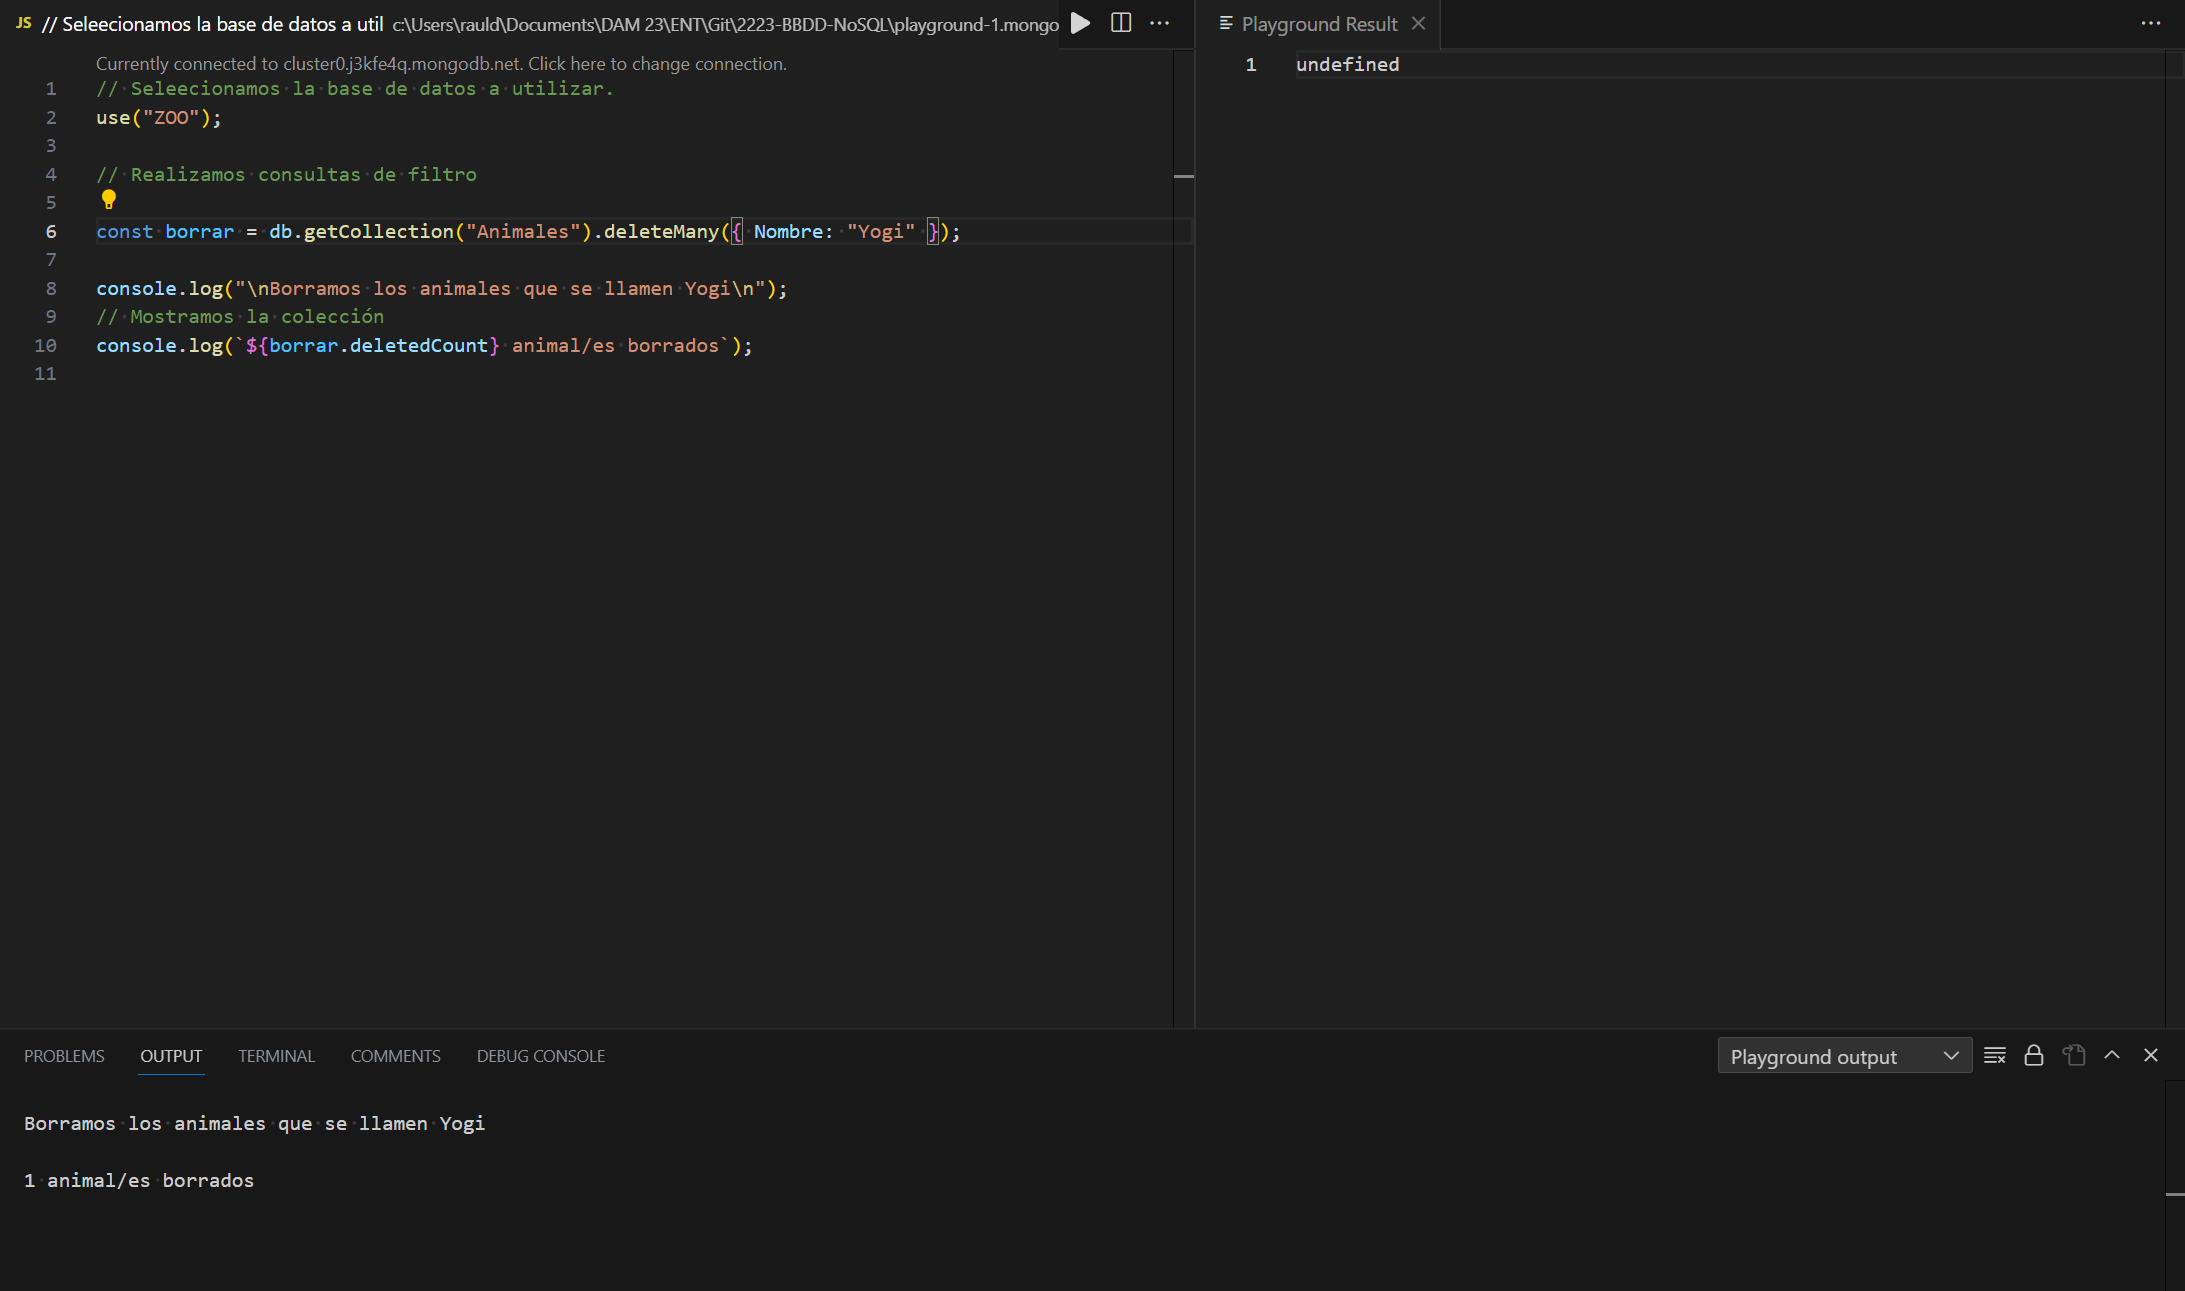 JS // Seleecionamos la base de datos a util c:\Users\rauld\Documents\DAM 23\ENT\Git\2223-BBDD-NoSQL\playground-1.mongo
Currently connected to cluster0.j3kfe4q.mongodb.net. Click here to change connection.
1 // Seleecionamos la base de datos a utilizar.
2 use("ZOO");
3
4 // Realizamos consultas de filtro
5
6 const borrar = db.getCollection("Animales").deleteMany({ Nombre: "Yogi" });
7
8 console.log("\nBorramos los animales que se llamen Yogi\n");
9 // Mostramos la colección
10 console.log(`${borrar.deletedCount} animal/es borrados`);
11
Playground Result
1 undefined
PROBLEMS OUTPUT TERMINAL COMMENTS DEBUG CONSOLE
Playground output
Borramos los animales que se llamen Yogi
1 animal/es borrados